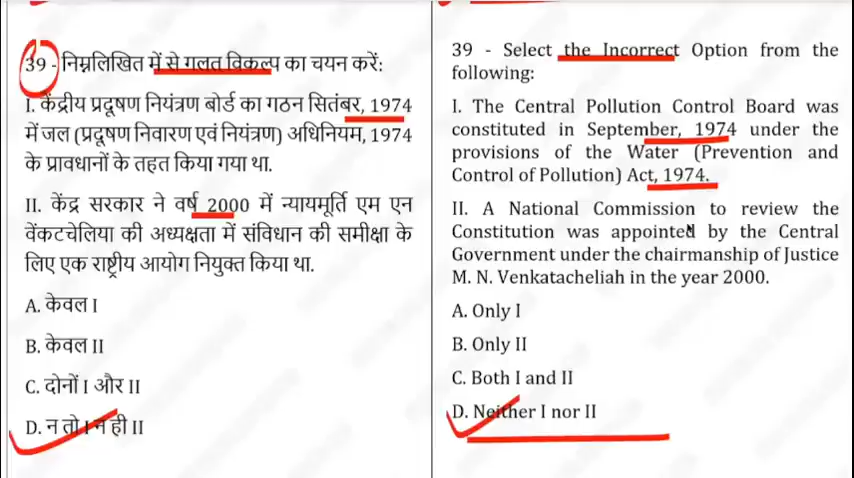 39 - निम्नलिखित में से गलत विकल्प का चयन करें:
I. केंद्रीय प्रदूषण नियंत्रण बोर्ड का गठन सितंबर, 1974
में जल (प्रदूषण निवारण एवं नियंत्रण) अधिनियम, 1974
के प्रावधानों के तहत किया गया था.
II. केंद्र सरकार ने वर्ष 2000 में न्यायमूर्ति एम एन
वेंकटचेलिया की अध्यक्षता में संविधान की समीक्षा के
लिए एक राष्ट्रीय आयोग नियुक्त किया था.
A. केवल I
B. केवल II
C. दोनों I और II
D. न तो I न ही II
39 - Select the Incorrect Option from the
following:
I. The Central Pollution Control Board was
constituted in September, 1974 under the
provisions of the Water (Prevention and
Control of Pollution) Act, 1974.
II. A National Commission to review the
Constitution was appointed by the Central
Government under the chairmanship of Justice
M. N. Venkatacheliah in the year 2000.
A. Only I
B. Only II
C. Both I and II
D. Neither I nor II